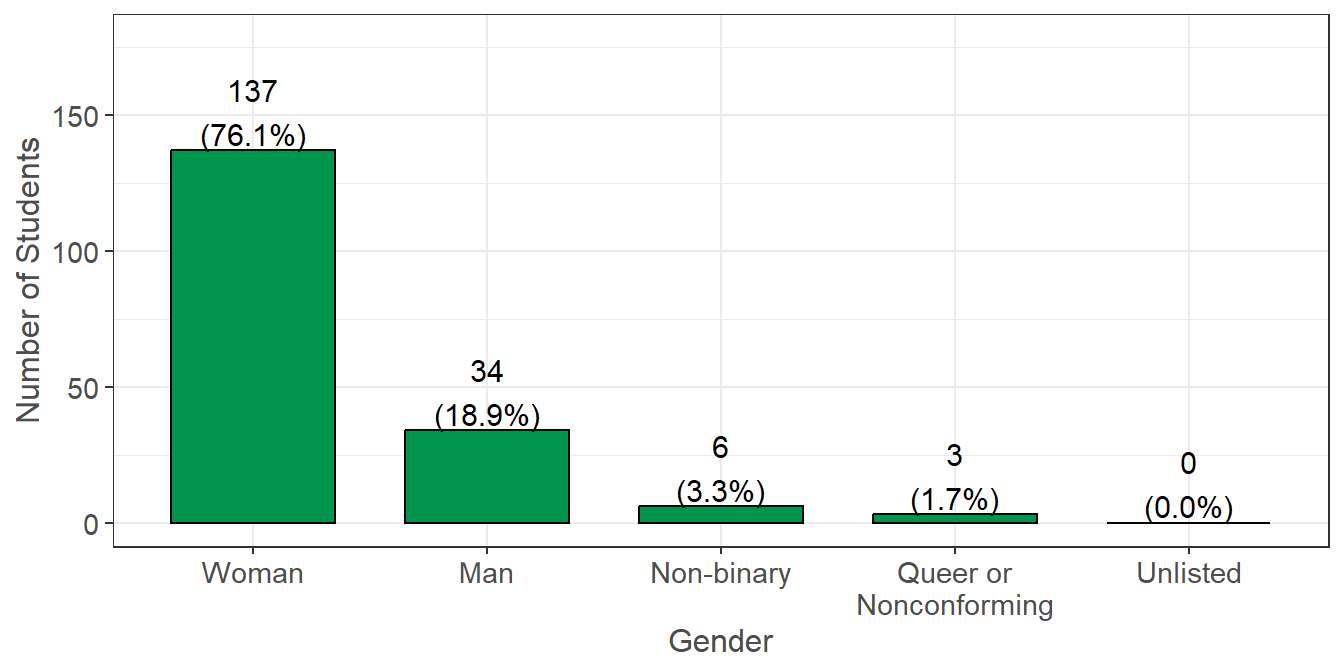 137
(76.1%)
34
(18.9%)
6
(3.3%)
3
(1.7%)
0
(0.0%)
150
100
50
0
Number of Students
Woman
Man
Non-binary
Queer or
Nonconforming
Unlisted
Gender